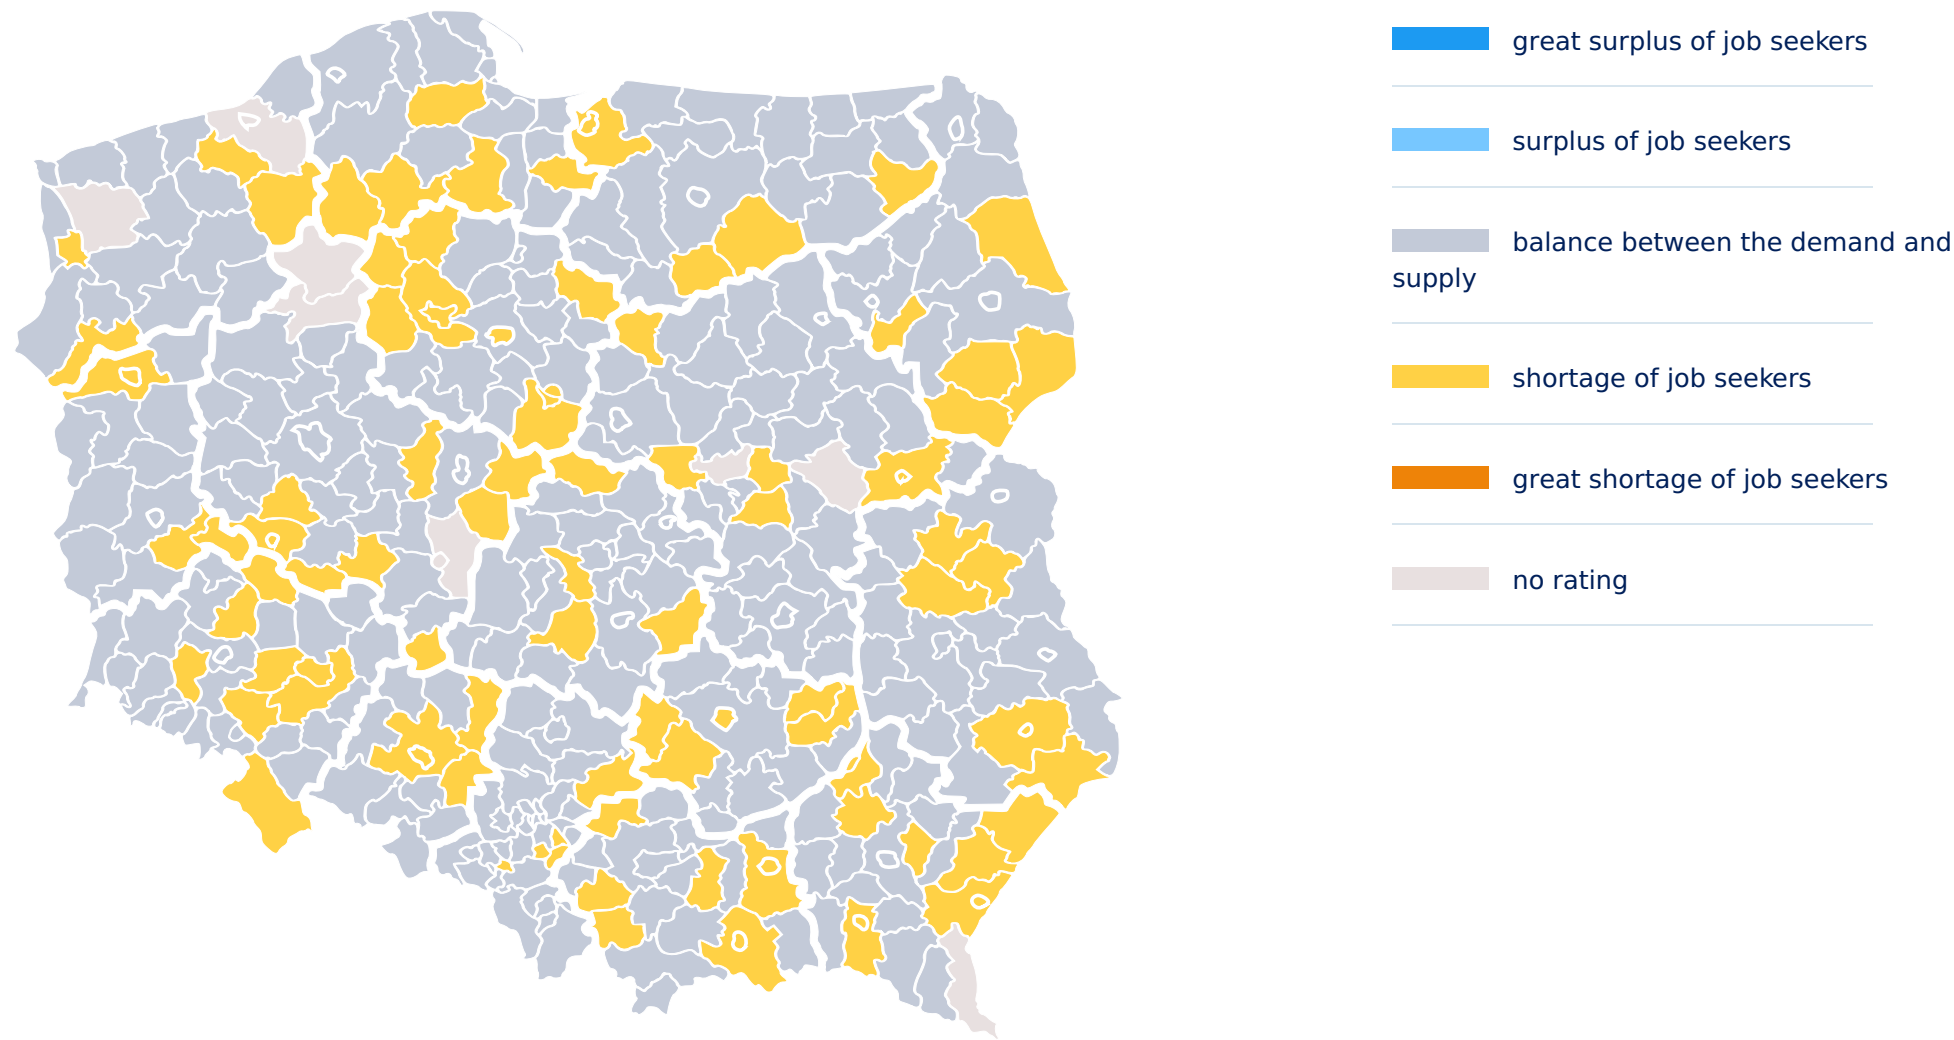 great surplus of job seekers
surplus of job seekers
balance between the demand and
supply
shortage of job seekers
great shortage of job seekers
no rating